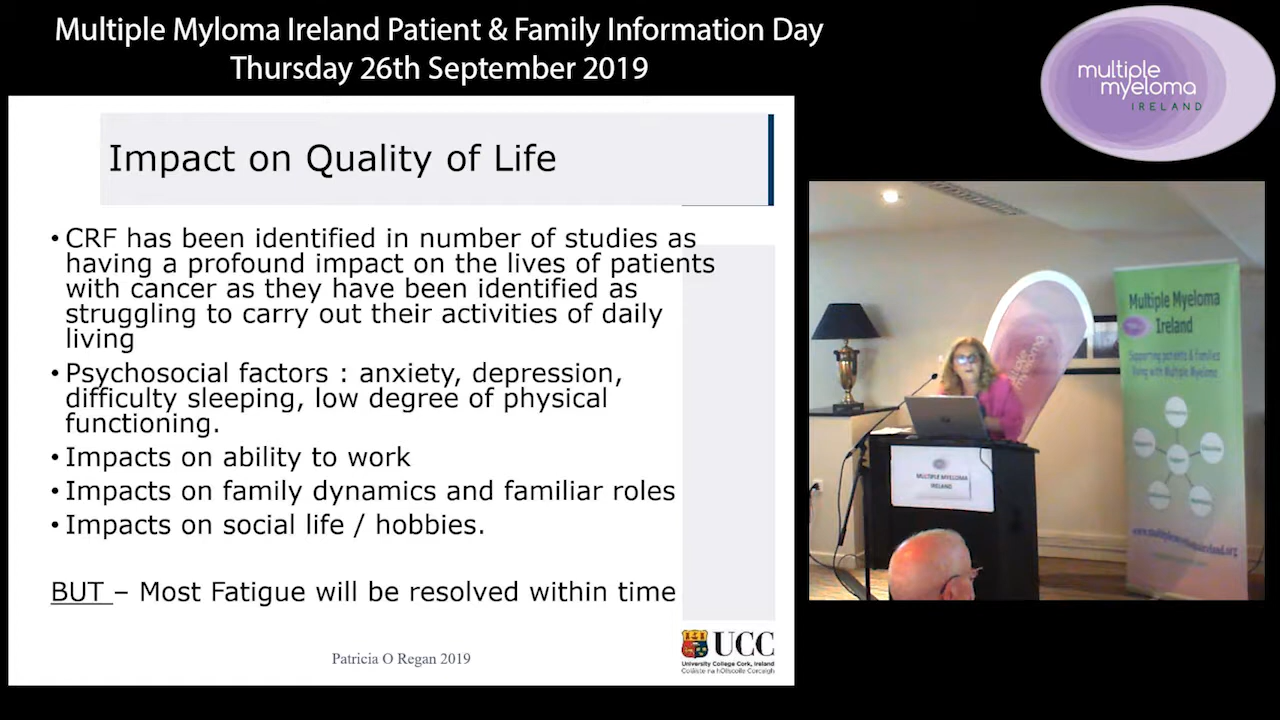 Multiple Myloma Ireland Patient & Family Information Day
Thursday 26th September 2019
multiple
myeloma
IRELAND
Impact on Quality of Life
• CRF has been identified in number of studies as
having a profound impact on the lives of patients
with cancer as they have been identified as
struggling to carry out their activities of daily
living
• Psychosocial factors : anxiety, depression,
difficulty sleeping, low degree of physical
functioning.
• Impacts on ability to work
• Impacts on family dynamics and familiar roles
• Impacts on social life / hobbies.
BUT – Most Fatigue will be resolved within time
Patricia O Regan 2019
UCC
University College Cork, Ireland
Coláiste na hOllscoile Corcaigh
multiple
myeloma
MULTIPLE MYELOMA
IRELAND
Multiple Myeloma
Ireland
Supporting patients & families
living with Multiple Myeloma